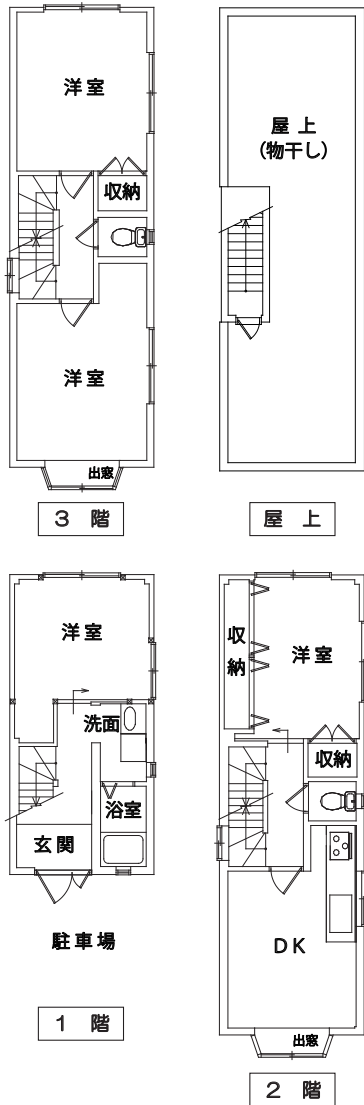 洋室
収納
洋室
出窓
３ 階
屋上
(物干し)
屋 上
洋室
洗面
浴室
玄関
駐車場
１ 階
収納
洋室
収納
DK
出窓
２ 階